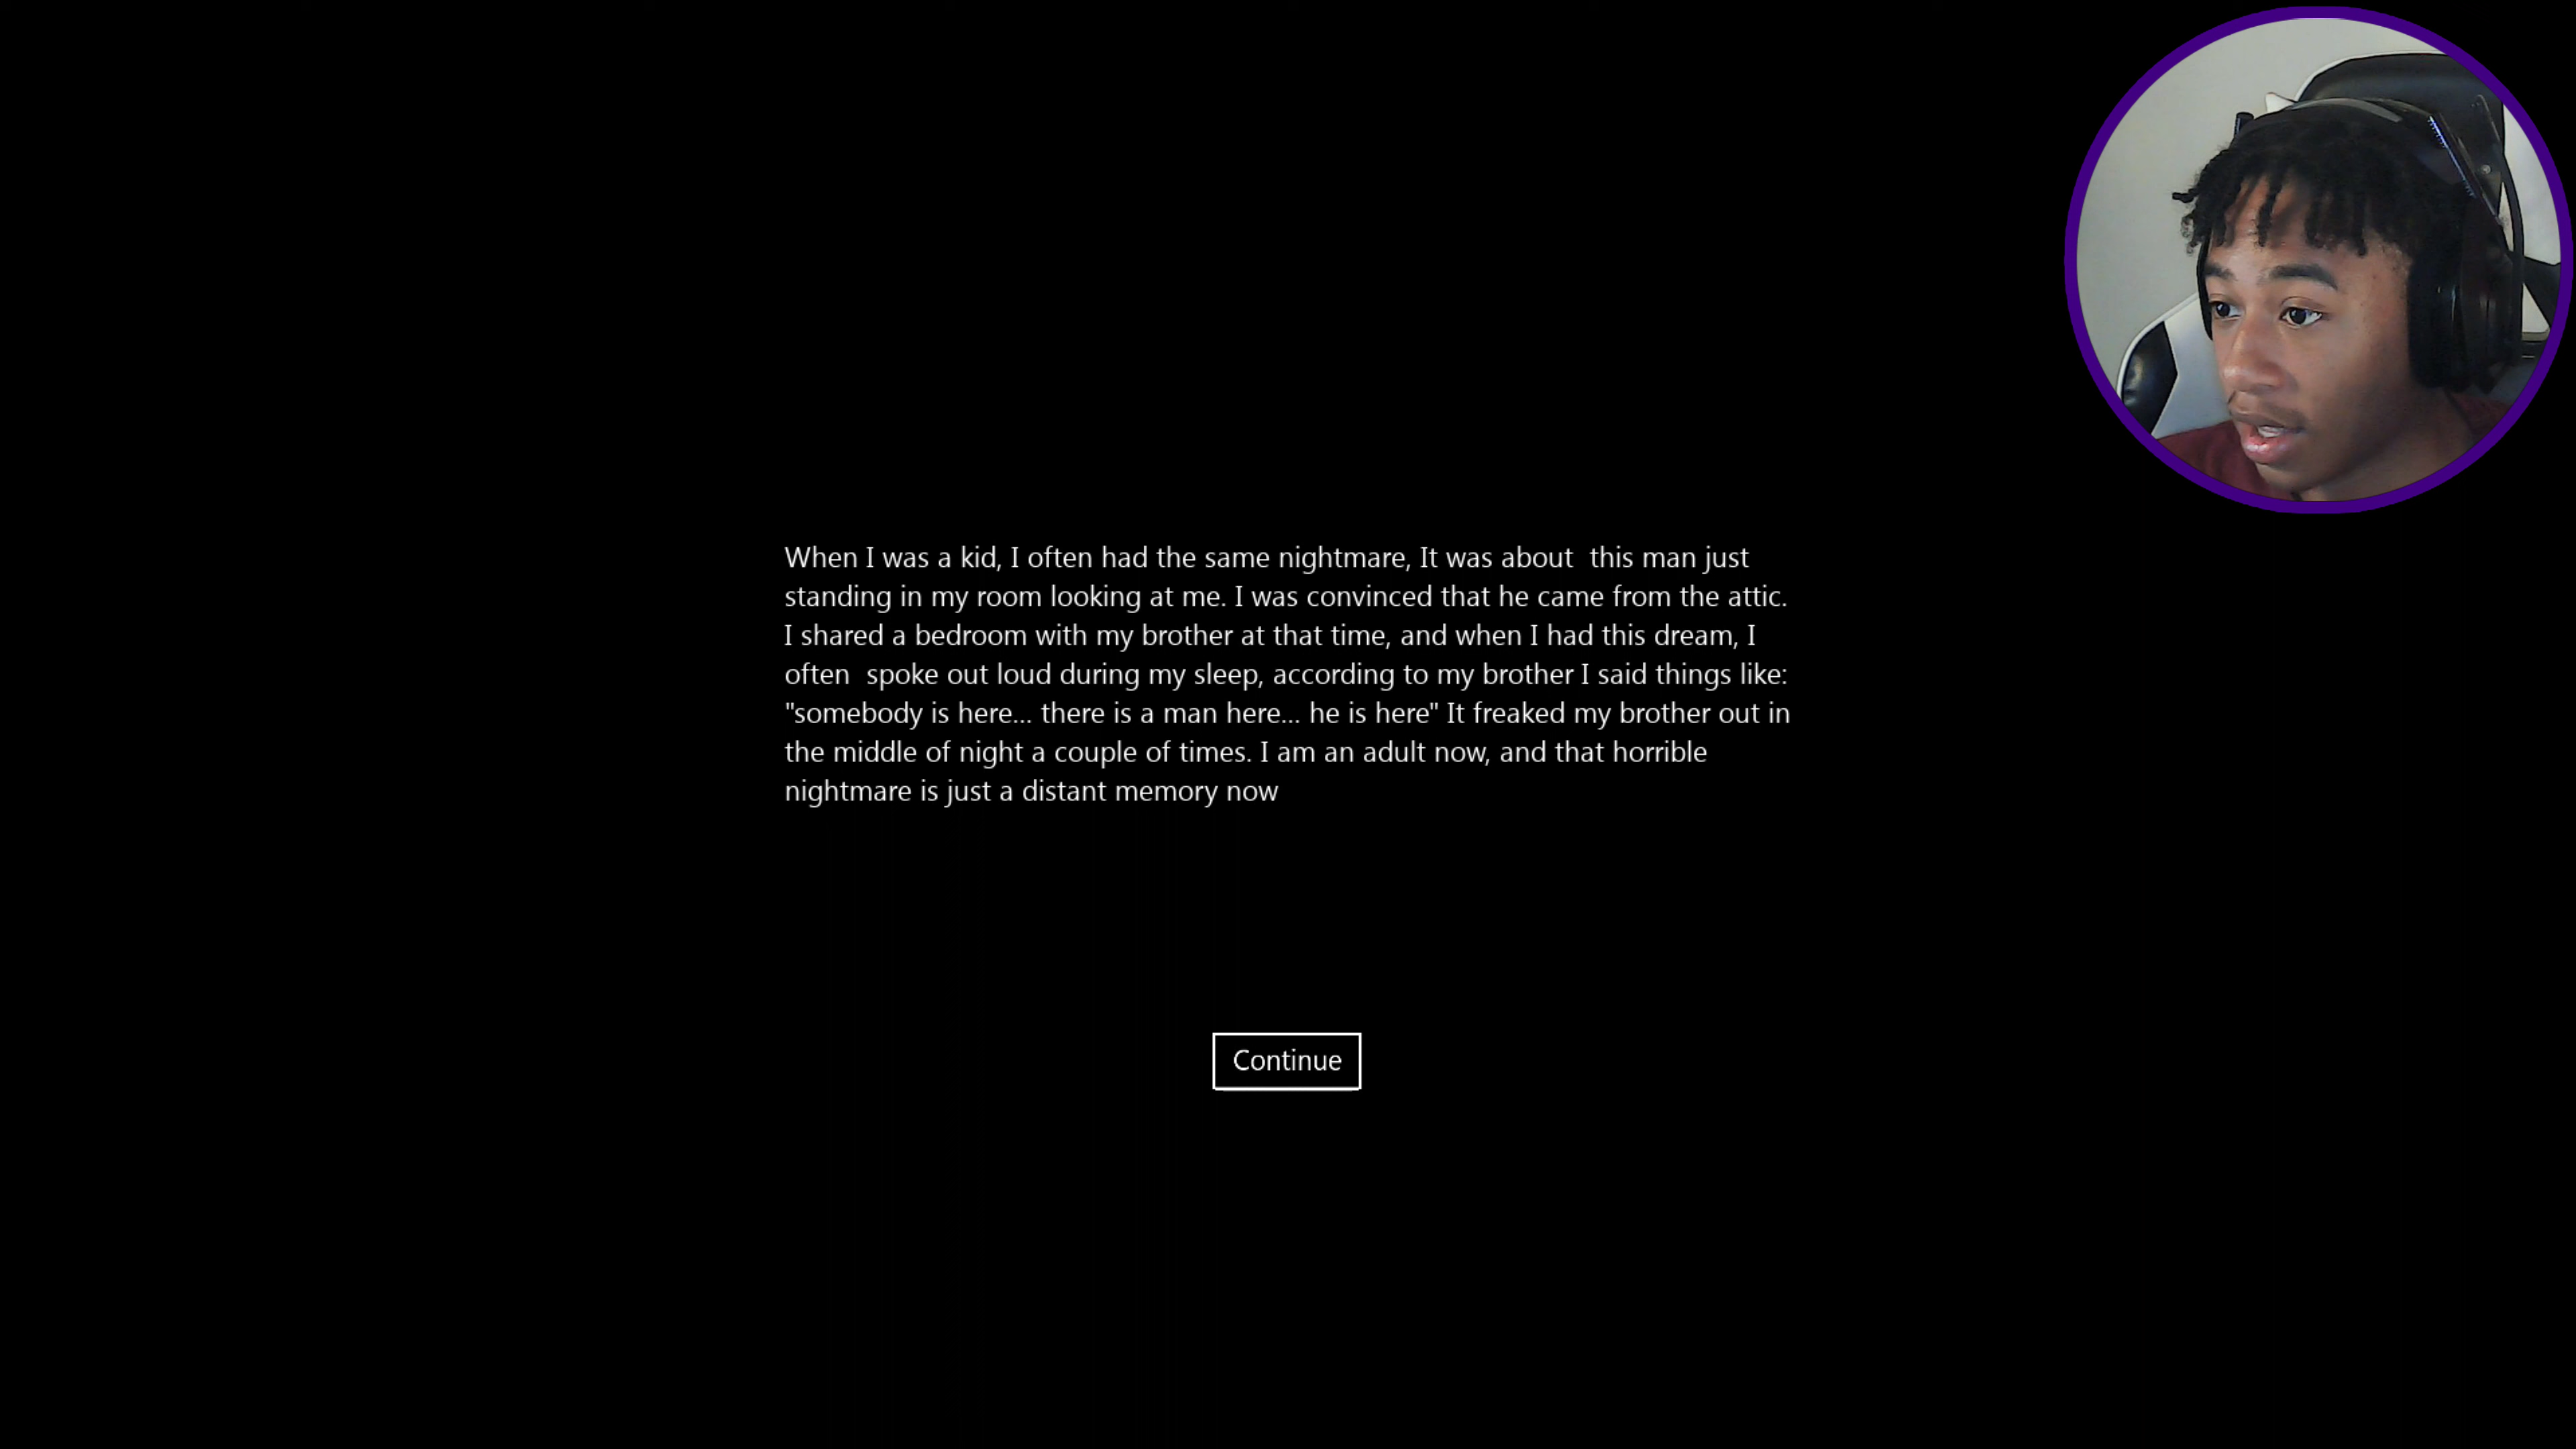 When I was a kid, I often had the same nightmare, It was about  this man just
standing in my room looking at me. I was convinced that he came from the attic.
I shared a bedroom with my brother at that time, and when I had this dream, I
often  spoke out loud during my sleep, according to my brother I said things like:
"somebody is here... there is a man here... he is here" It freaked my brother out in
the middle of night a couple of times. I am an adult now, and that horrible
nightmare is just a distant memory now
Continue